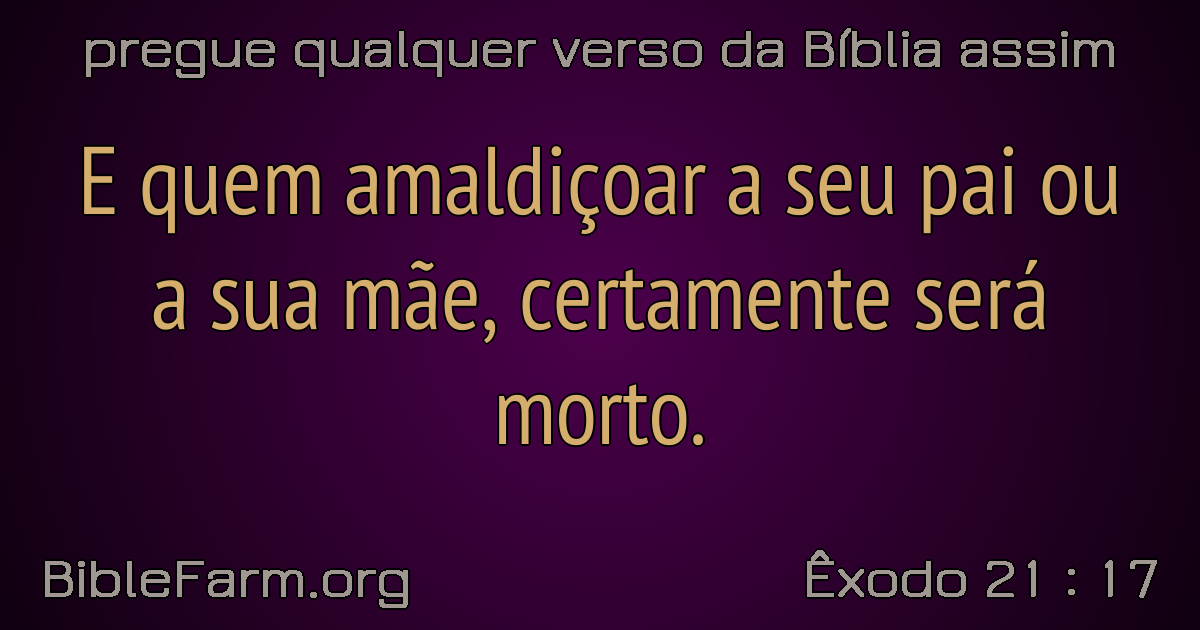 pregue qualquer verso da Bíblia assim
E quem amaldiçoar a seu pai ou
a sua mãe, certamente será
morto.
BibleFarm.org
Êxodo 21 : 17